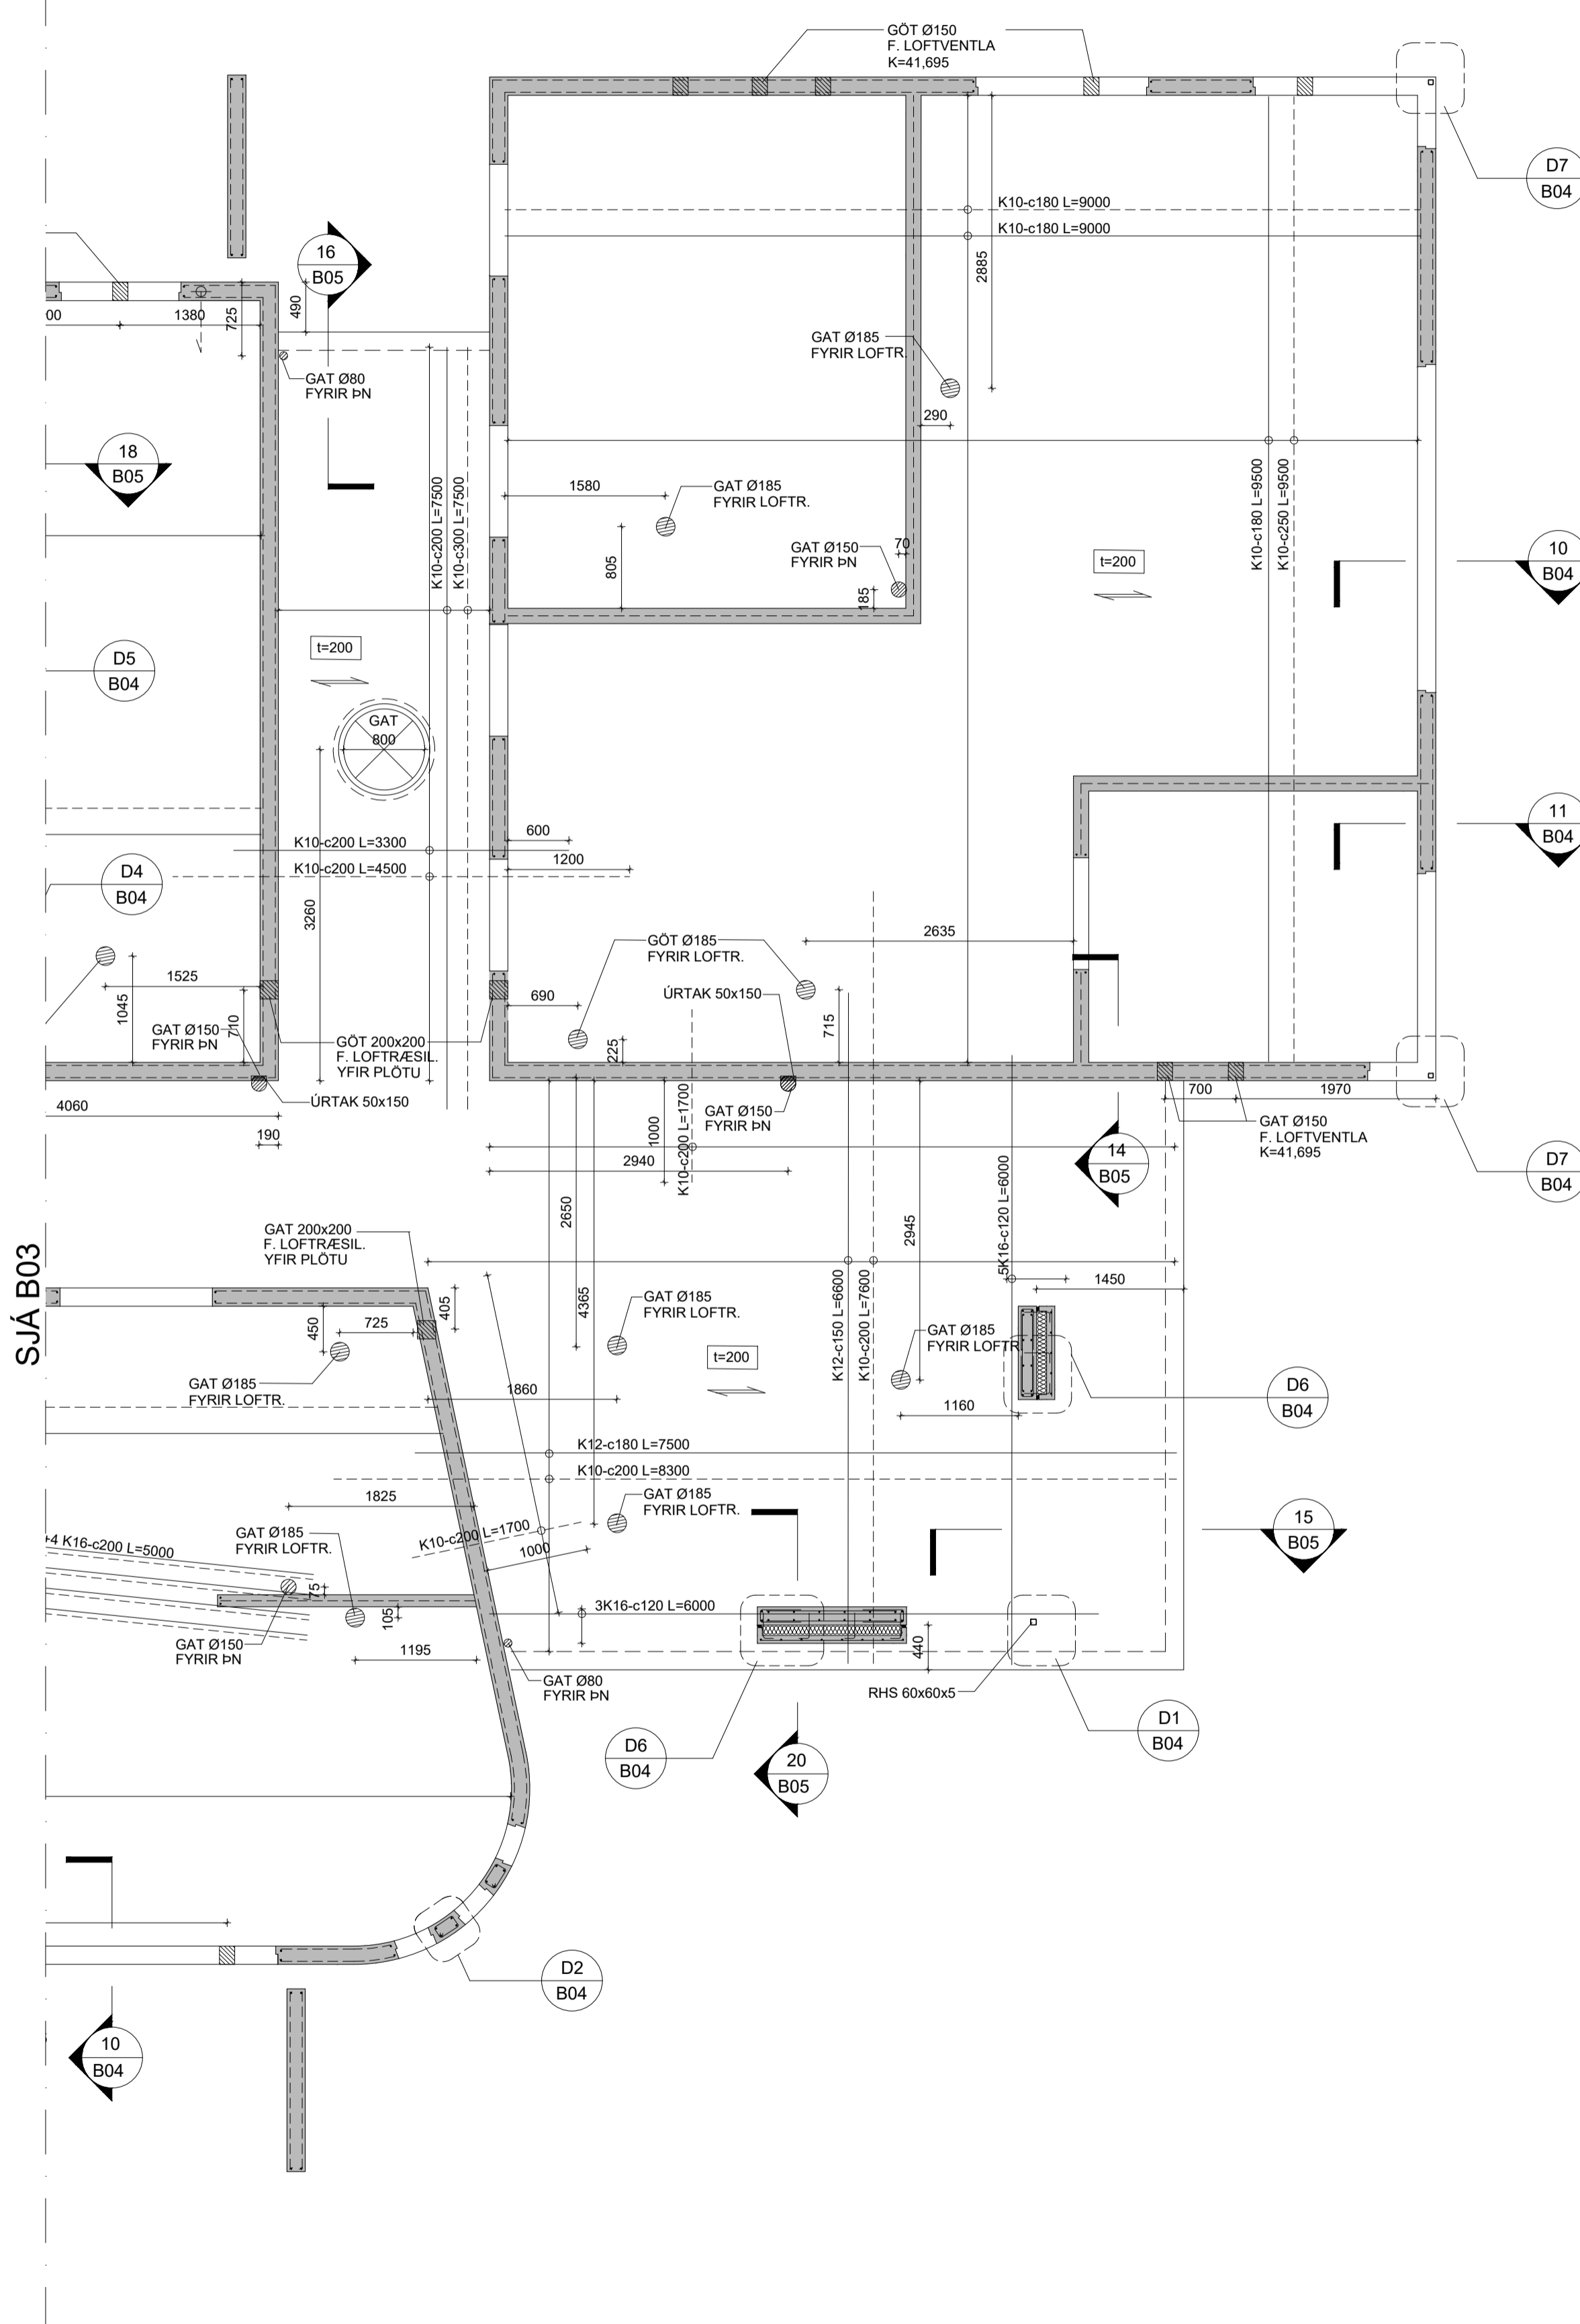 GÖT Ø150
F. LOFTVENTLA
K=41,695
D7
B04
K10-c180 L=9000
K10-c180 L=9000
2885
16
B05
490
725
1380
GAT Ø80
FYRIR ÞN
GAT Ø185
FYRIR LOFTR.
290
18
B05
K10-c200 L=7500
K10-c300 L=7500
1580
GAT Ø185
FYRIR LOFTR.
805
GAT Ø150
FYRIR ÞN
70
185
K10-c180 L=9500
K10-c250 L=9500
t=200
10
B04
t=200
D5
B04
GAT
800
K10-c200 L=3300
K10-c200 L=4500
600
1200
3260
11
B04
D4
B04
1525
1045
710
GAT Ø150
FYRIR ÞN
GÖT 200x200
F. LOFTRÆSIL.
YFIR PLÖTU
ÚRTAK 50x150
4060
190
GÖT Ø185
FYRIR LOFTR.
2635
ÚRTAK 50x150
690
225
715
GAT Ø150
FYRIR ÞN
700
1970
GAT Ø150
F. LOFTVENTLA
K=41,695
D7
B04
14
B05
1000
K10-c200 L=1700
2940
2650
4365
2945
5K16-c120 L=6000
1450
SJÁ B03
GAT 200x200
F. LOFTRÆSIL.
YFIR PLÖTU
405
450
725
GAT Ø185
FYRIR LOFTR.
GAT Ø185
FYRIR LOFTR.
t=200
K12-c150 L=6600
K10-c200 L=7600
GAT Ø185
FYRIR LOFTR.
1860
1160
D6
B04
K12-c180 L=7500
K10-c200 L=8300
1825
GAT Ø185
FYRIR LOFTR.
GAT Ø185
FYRIR LOFTR.
K10-c200 L=1700
1000
+4 K16-c200 L=5000
75
105
GAT Ø150
FYRIR ÞN
1195
3K16-c120 L=6000
440
15
B05
GAT Ø80
FYRIR ÞN
RHS 60x60x5
D1
B04
D6
B04
20
B05
D2
B04
10
B04